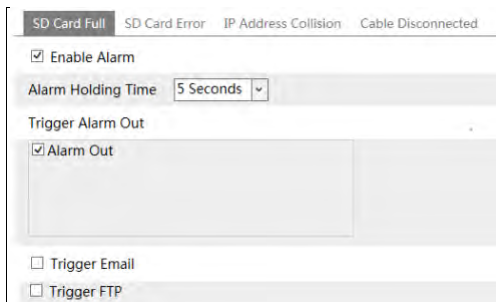 SD Card Full SD Card Error IP Address Collision Cable Disconnected
Enable Alarm
Alarm Holding Time 5 Seconds
Trigger Alarm Out
Alarm Out
Trigger Email
Trigger FTP